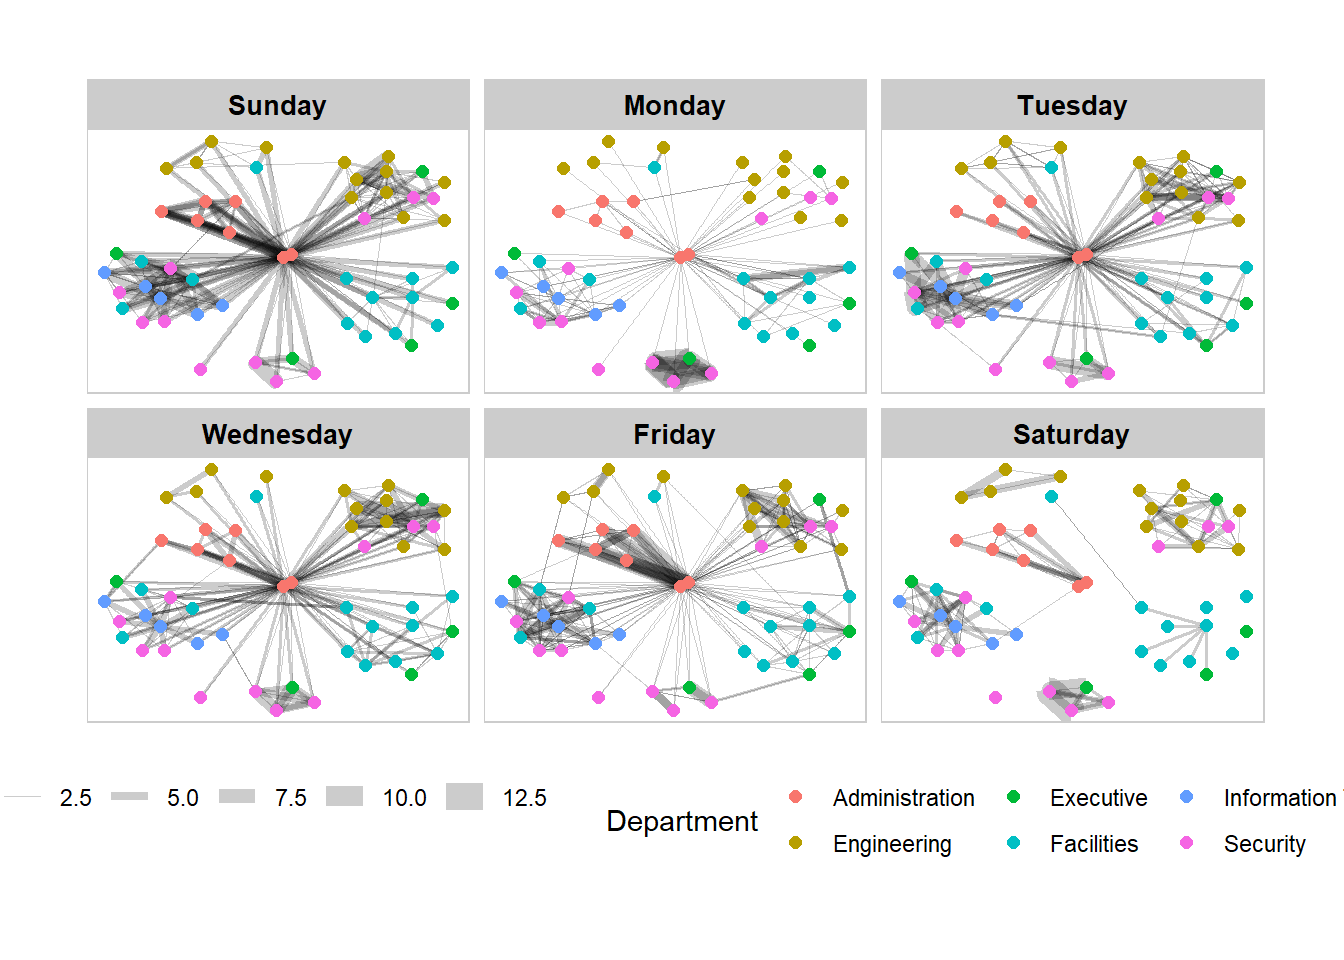 Sunday Monday Tuesday
Wednesday Friday Saturday
2.5 5.0 7.5 10.0 12.5
Department
Administration Executive Information
Engineering Facilities Security